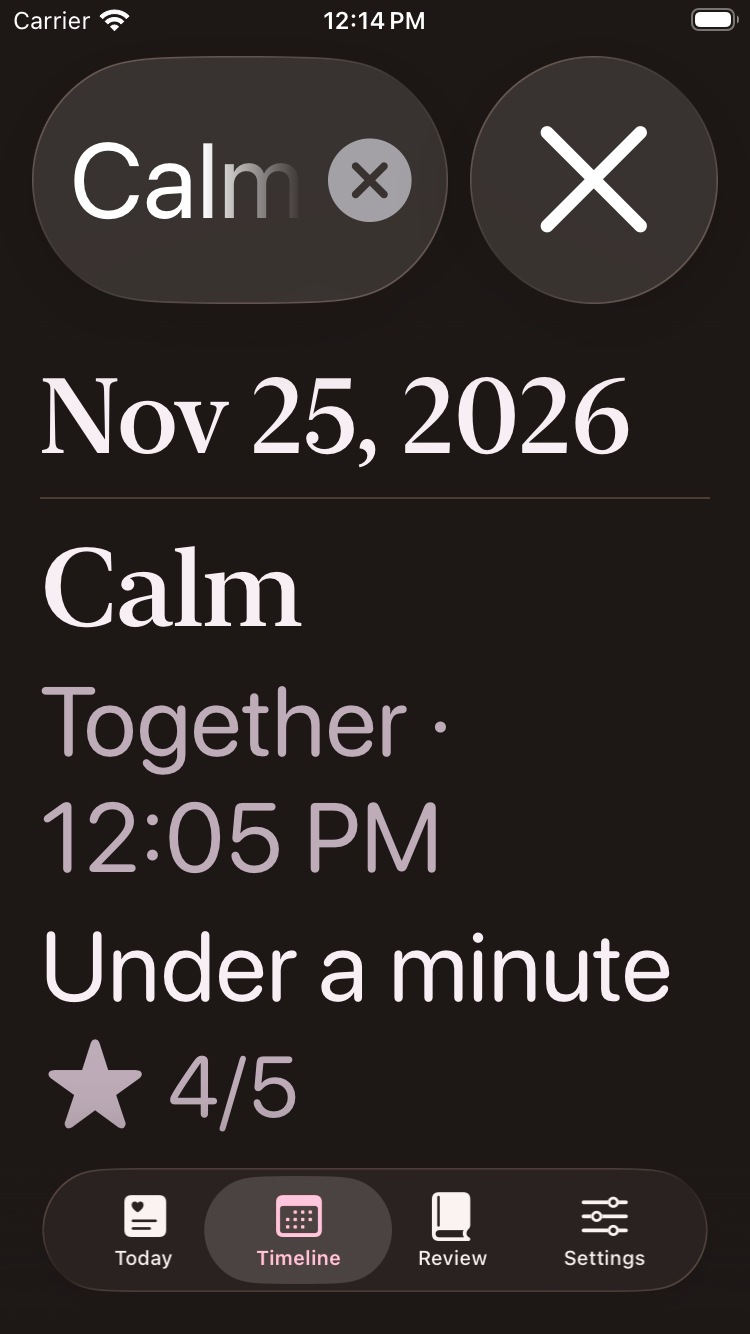 Carrier
12:14 PM
Calm
Nov 25, 2026
Calm
Together ·
12:05 PM
Under a minute
4/5
Today
Timeline
Review
Settings